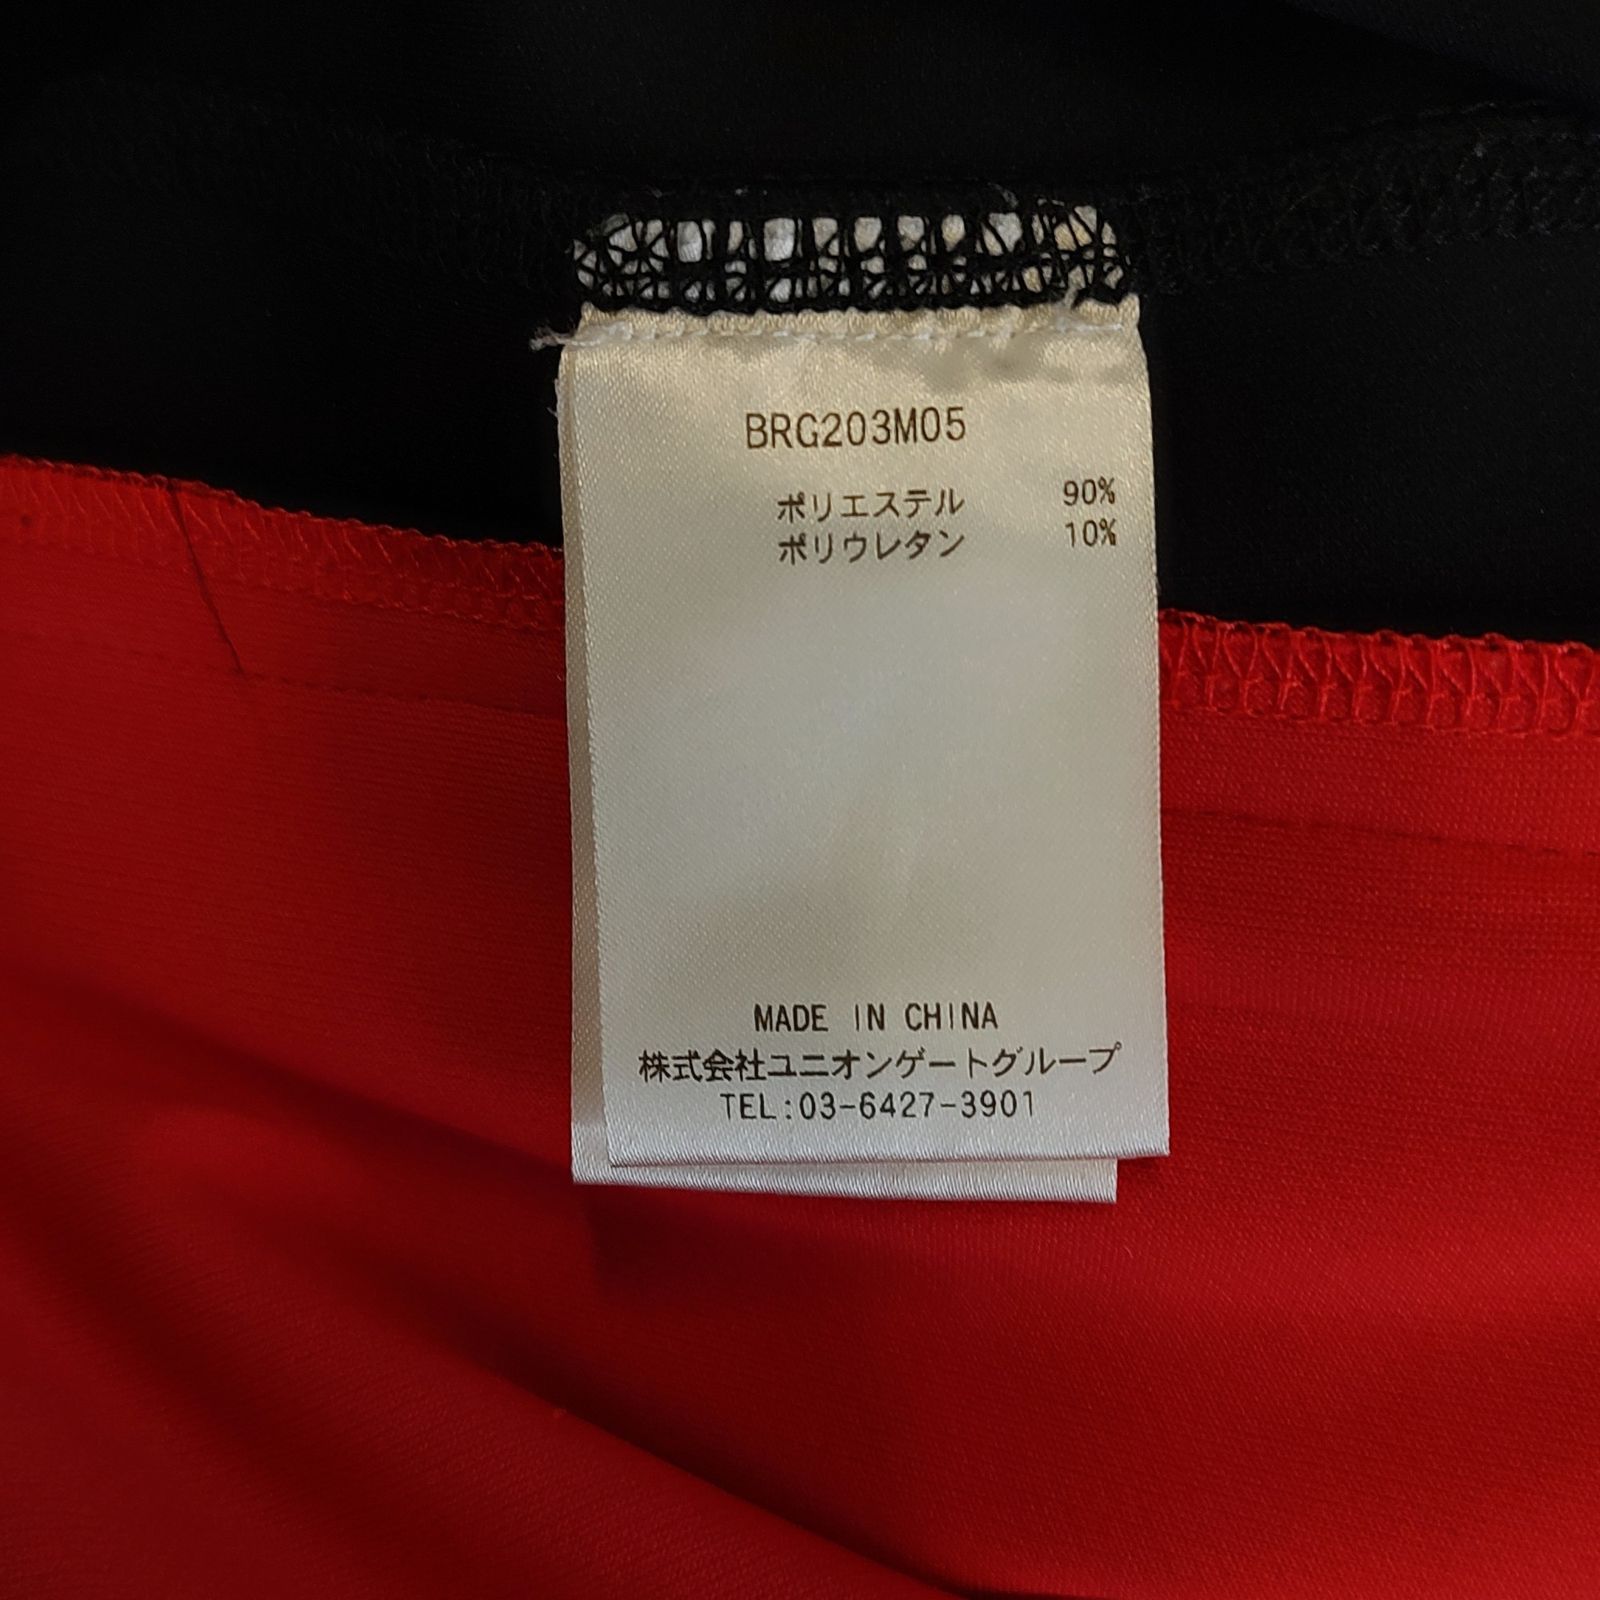 BRG203M05
ポリエステル 90%
ポリウレタン 10%
MADE IN CHINA
株式会社ユニオンゲートグループ
TEL:03-6427-3901